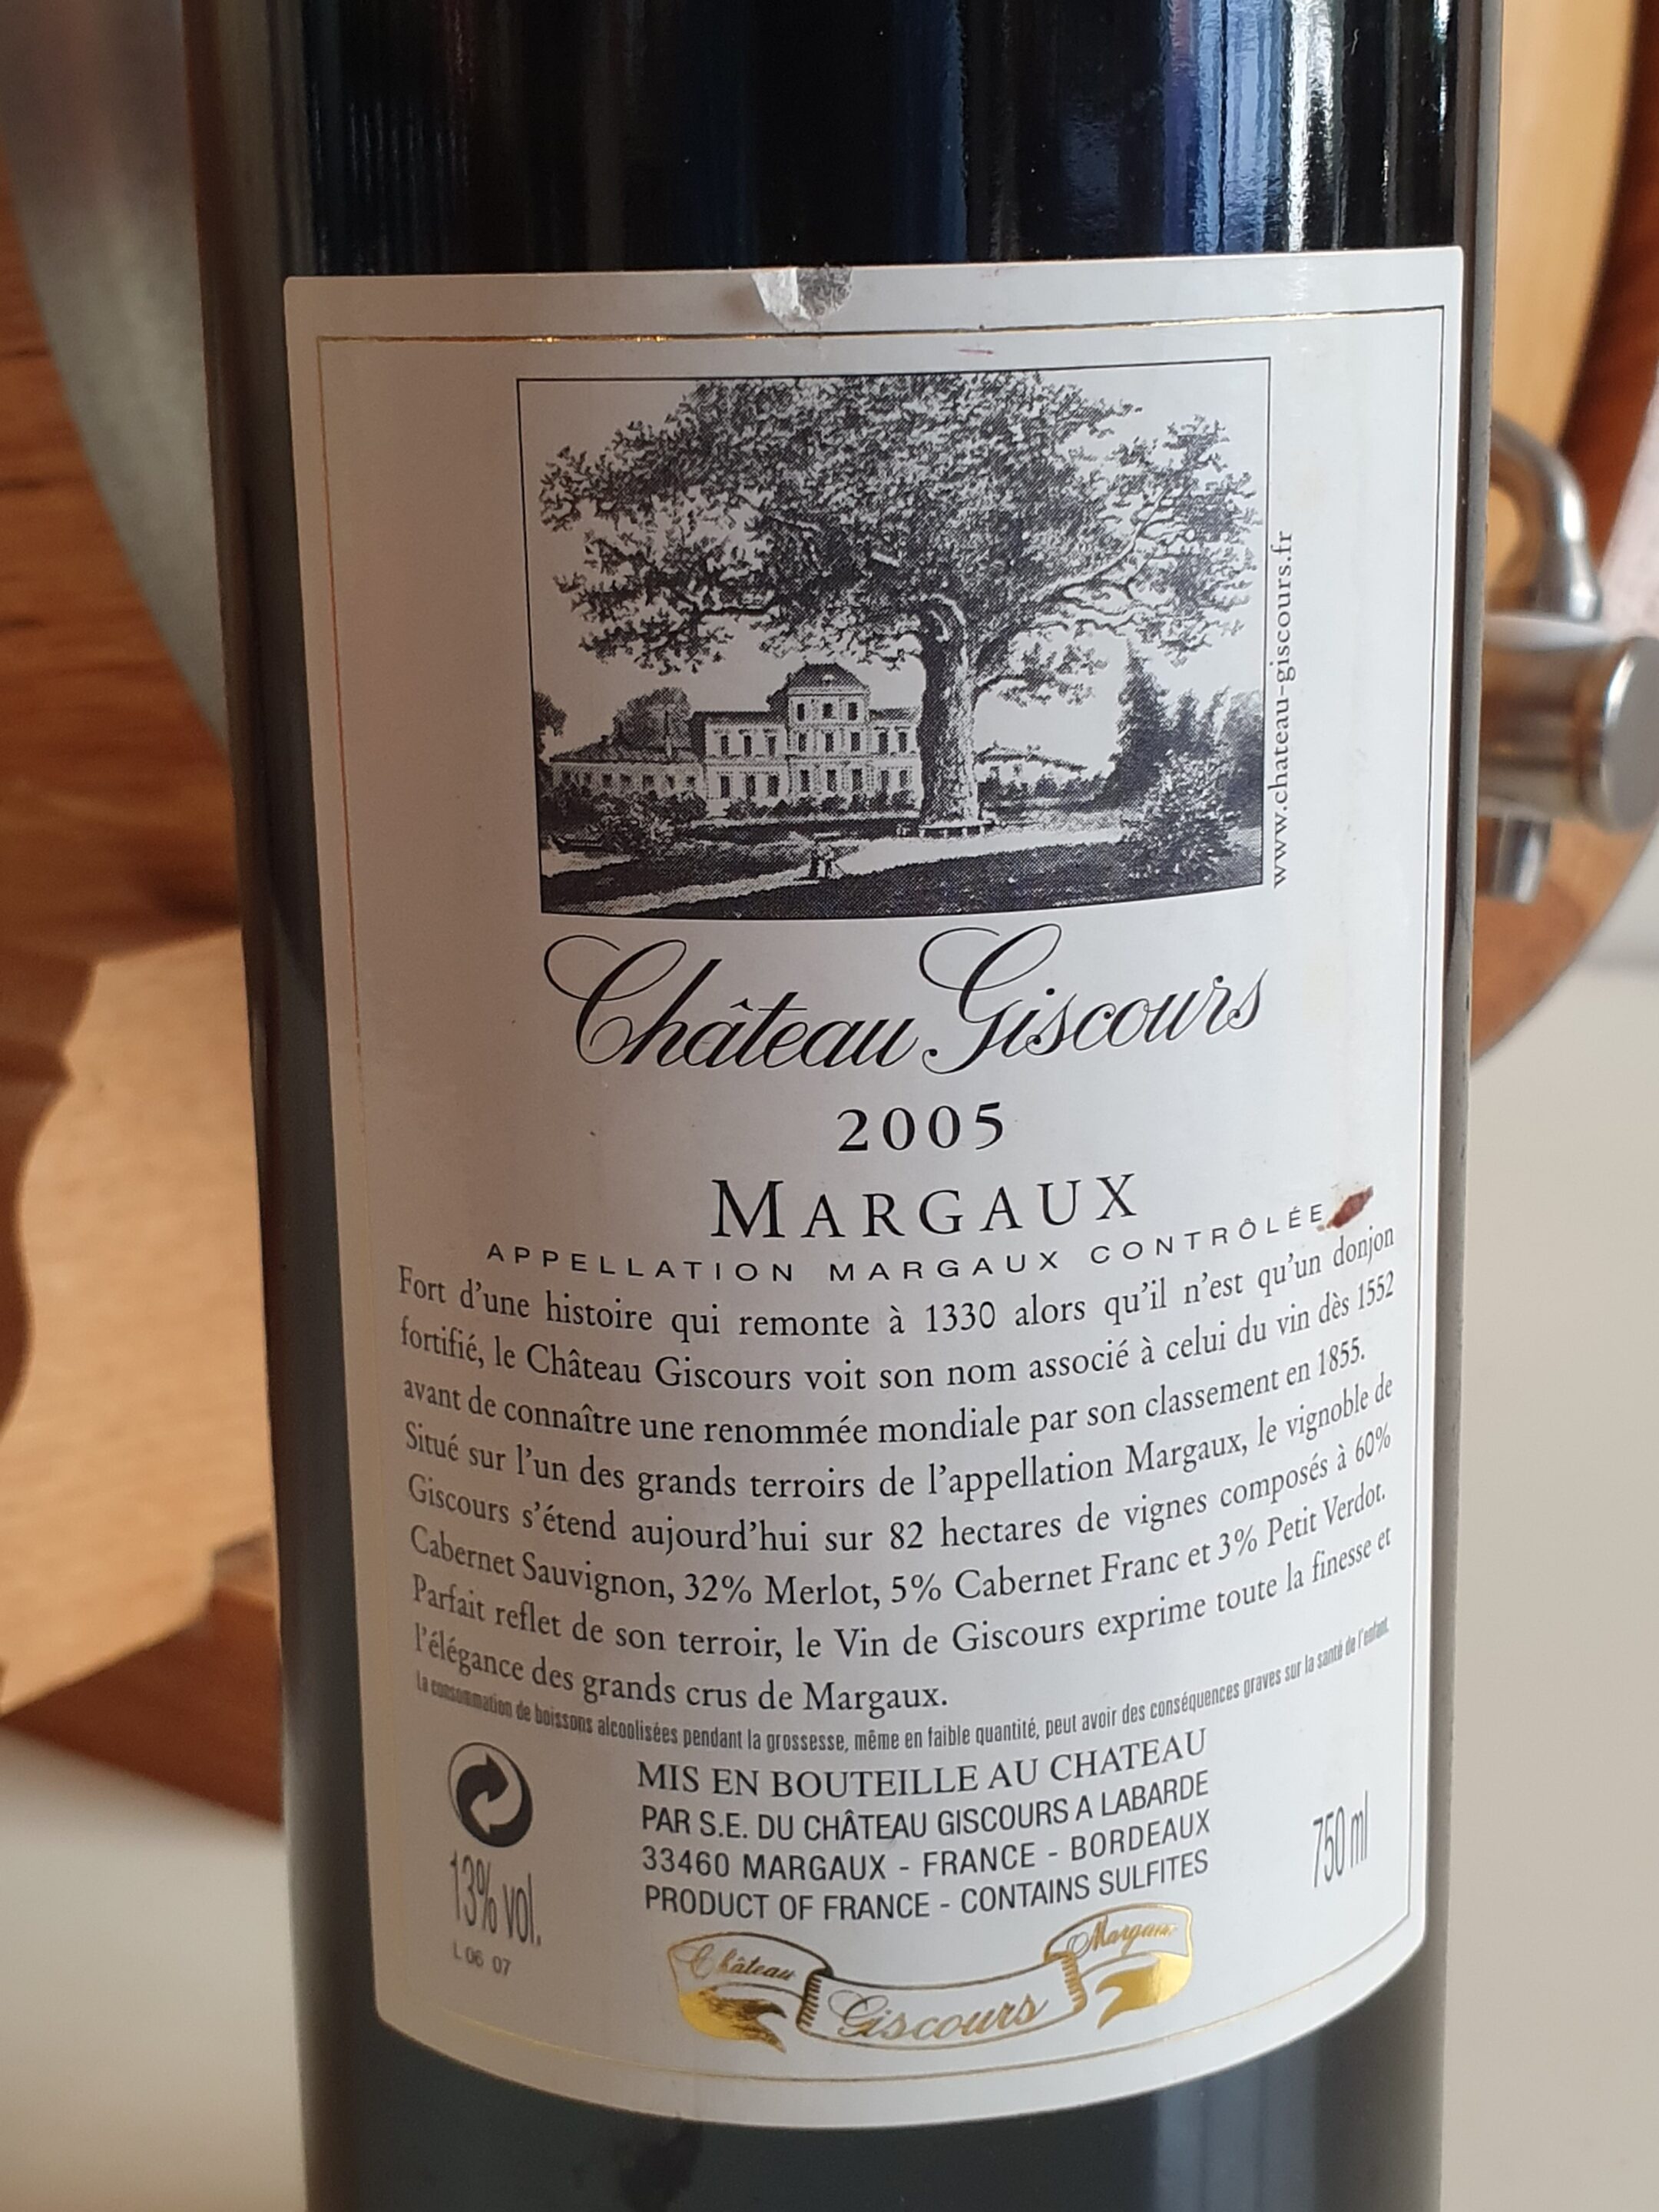 www.chateau-giscours.fr
Château Giscours
2005
MARGAUX
APPELLATION MARGAUX CONTRÔLÉE
Fort d'une histoire qui remonte à 1330 alors qu'il n'est qu'un donjon
fortifié, le Château Giscours voit son nom associé à celui du vin dès 1552
avant de connaître une renommée mondiale par son classement en 1855.
Situé sur l'un des grands terroirs de l'appellation Margaux, le vignoble de
Giscours s'étend aujourd'hui sur 82 hectares de vignes composés à 60%
Cabernet Sauvignon, 32% Merlot, 5% Cabernet Franc et 3% Petit Verdot.
Parfait reflet de son terroir, le Vin de Giscours exprime toute la finesse et
l'élégance des grands crus de Margaux.
La consommation de boissons alcoolisées pendant la grossesse, même en faible quantité, peut avoir des conséquences graves sur la santé de l'enfant.
MIS EN BOUTEILLE AU CHATEAU
PAR S.E. DU CHÂTEAU GISCOURS A LABARDE
33460 MARGAUX - FRANCE - BORDEAUX
PRODUCT OF FRANCE - CONTAINS SULFITES
13% vol.
L 06 07
750 ml
Château Giscours Margaux